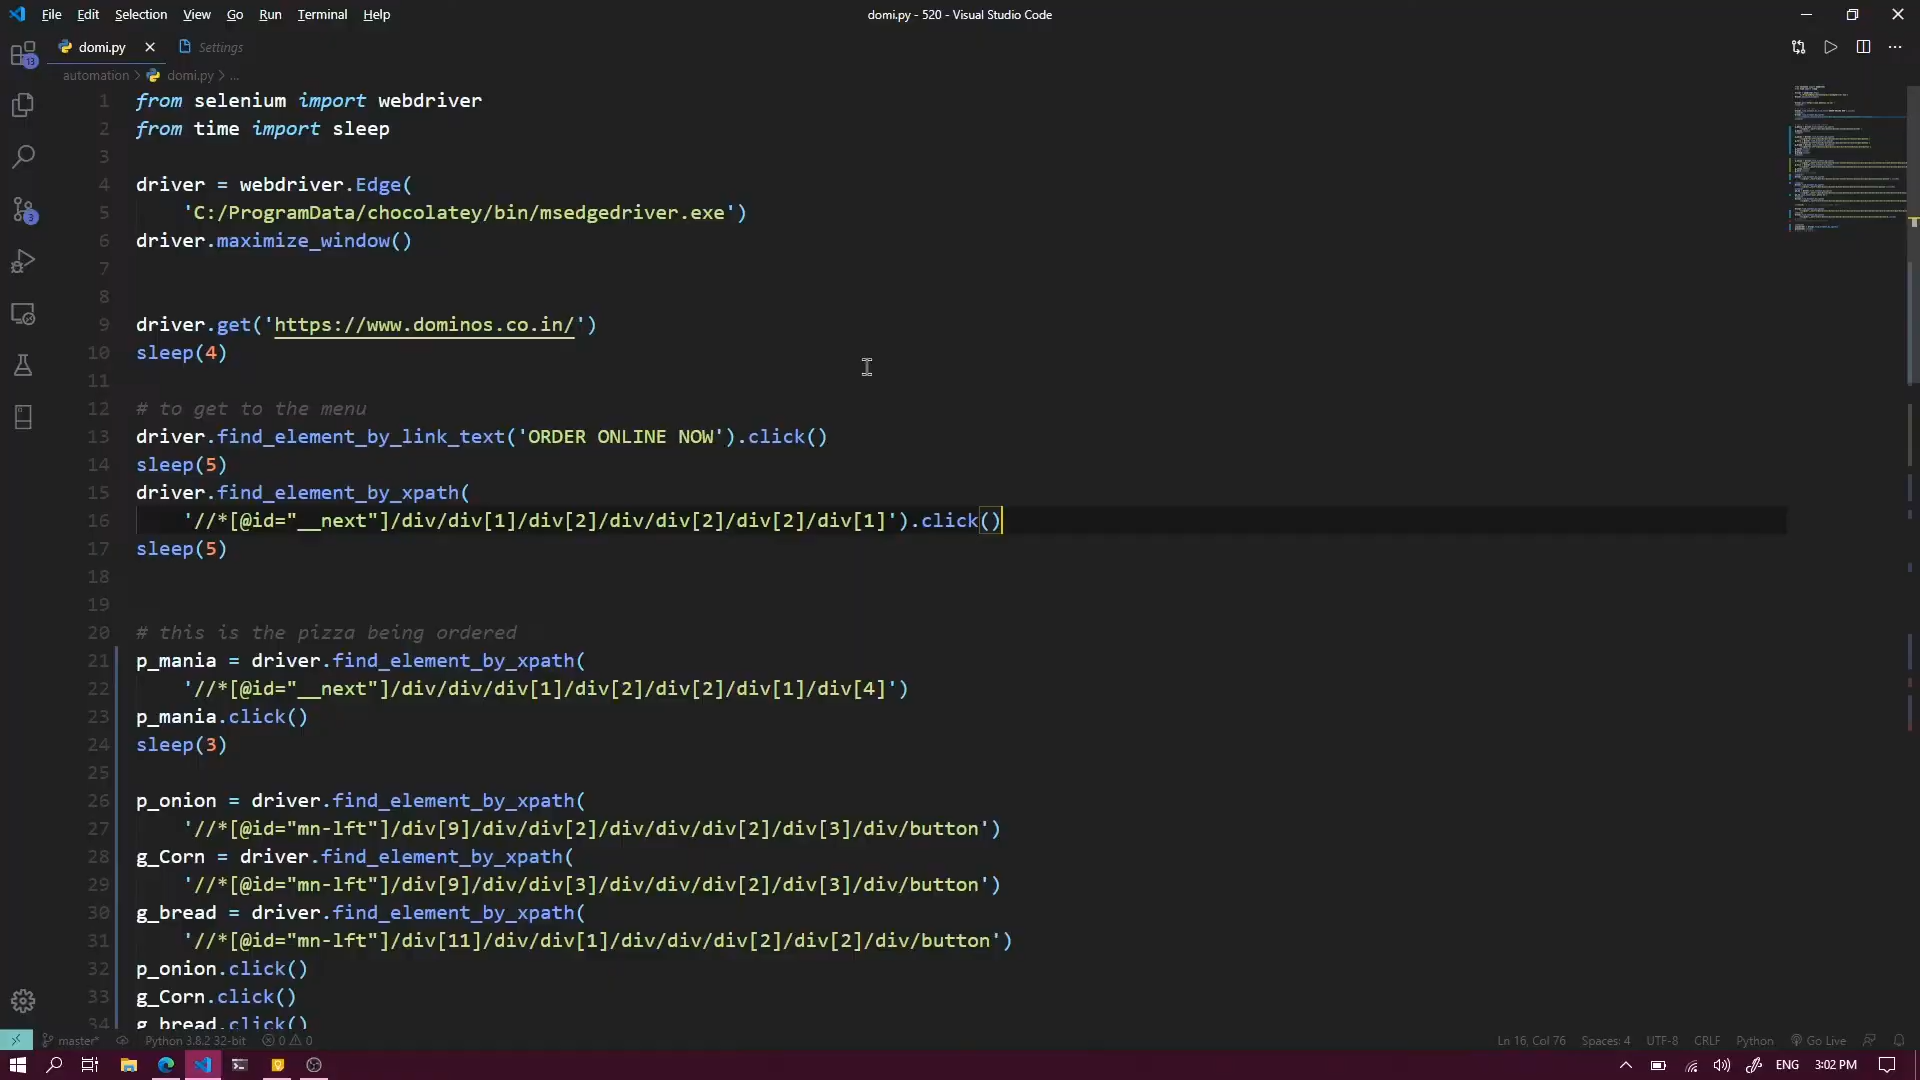 File Edit Selection View Go Run Terminal Help
domi.py - 520 - Visual Studio Code
domi.py Settings
automation > domi.py > ...
13
3
1 from selenium import webdriver
2 from time import sleep
3
4 driver = webdriver.Edge(
5 'C:/ProgramData/chocolatey/bin/msedgedriver.exe')
6 driver.maximize_window()
7
8
9 driver.get('https://www.dominos.co.in/')
10 sleep(4)
11
12 # to get to the menu
13 driver.find_element_by_link_text('ORDER ONLINE NOW').click()
14 sleep(5)
15 driver.find_element_by_xpath(
16 '//*[@id="__next"]/div/div[1]/div[2]/div/div[2]/div[2]/div[1]').click()
17 sleep(5)
18
19
20 # this is the pizza being ordered
21 p_mania = driver.find_element_by_xpath(
22 '//*[@id="__next"]/div/div/div[1]/div[2]/div[2]/div[1]/div[4]')
23 p_mania.click()
24 sleep(3)
25
26 p_onion = driver.find_element_by_xpath(
27 '//*[@id="mn-lft"]/div[9]/div/div[2]/div/div/div[2]/div[3]/div/button')
28 g_Corn = driver.find_element_by_xpath(
29 '//*[@id="mn-lft"]/div[9]/div/div[3]/div/div/div[2]/div[3]/div/button')
30 g_bread = driver.find_element_by_xpath(
31 '//*[@id="mn-lft"]/div[11]/div/div[1]/div/div/div[2]/div[2]/div/button')
32 p_onion.click()
33 g_Corn.click()
34 g_bread.click()
master* Python 3.8.2 32-bit 0 0 Ln 16, Col 76 Spaces: 4 UTF-8 CRLF Python Go Live
ENG 3:02 PM